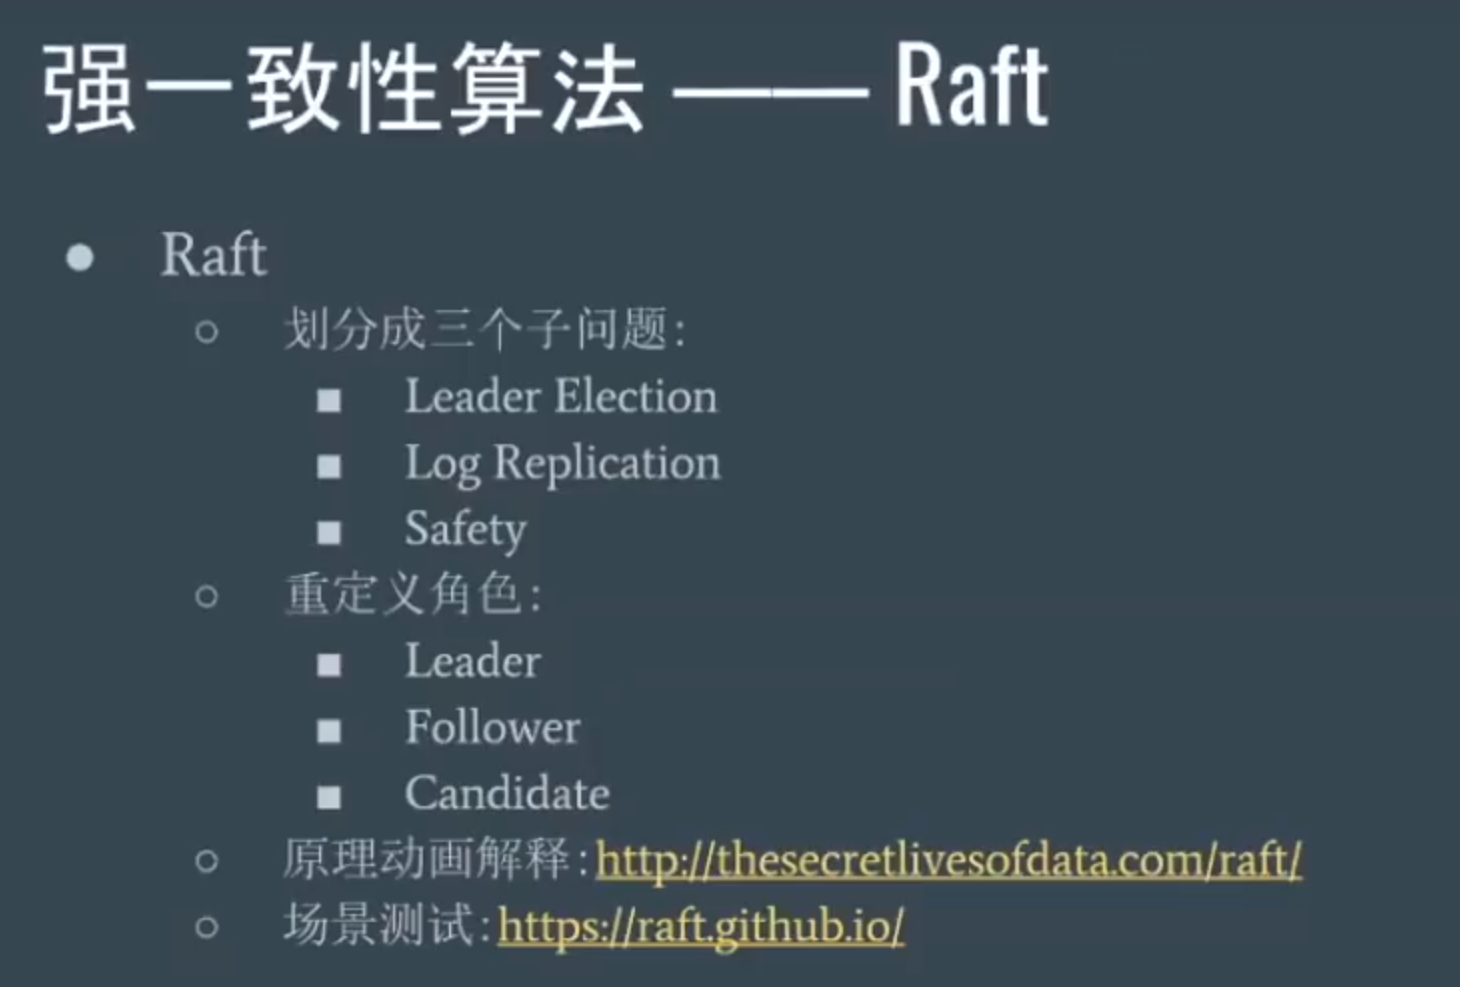 强一致性算法 —— Raft
● Raft
○ 划分成三个子问题：
■ Leader Election
■ Log Replication
■ Safety
○ 重定义角色：
■ Leader
■ Follower
■ Candidate
○ 原理动画解释：http://thesecretlivesofdata.com/raft/
○ 场景测试：https://raft.github.io/